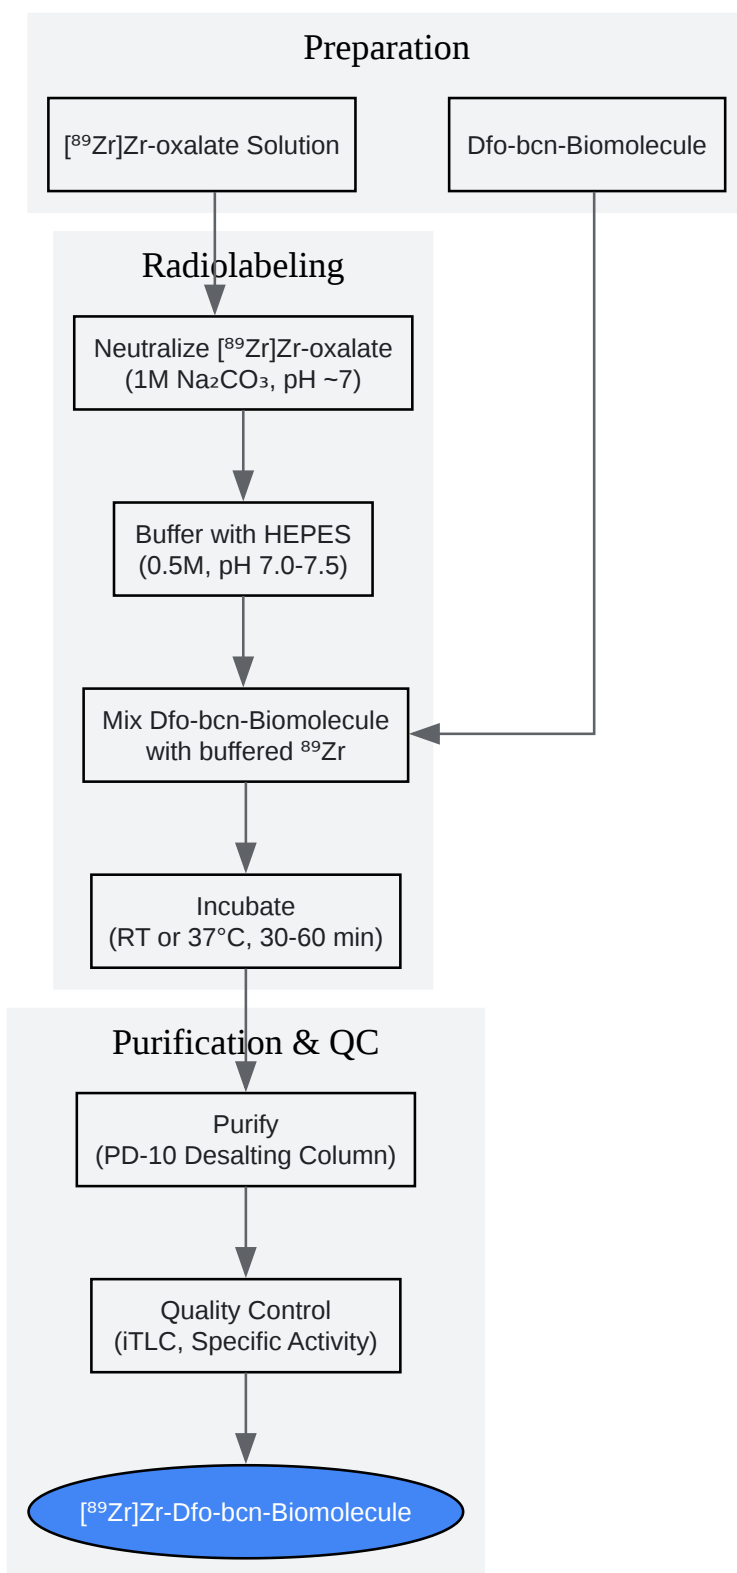 Preparation
[⁸⁹Zr]Zr-oxalate Solution
Dfo-bcn-Biomolecule
Radiolabeling
Neutralize [⁸⁹Zr]Zr-oxalate
(1M Na₂CO₃, pH ~7)
Buffer with HEPES
(0.5M, pH 7.0-7.5)
Mix Dfo-bcn-Biomolecule
with buffered ⁸⁹Zr
Incubate
(RT or 37°C, 30-60 min)
Purification & QC
Purify
(PD-10 Desalting Column)
Quality Control
(iTLC, Specific Activity)
[⁸⁹Zr]Zr-Dfo-bcn-Biomolecule